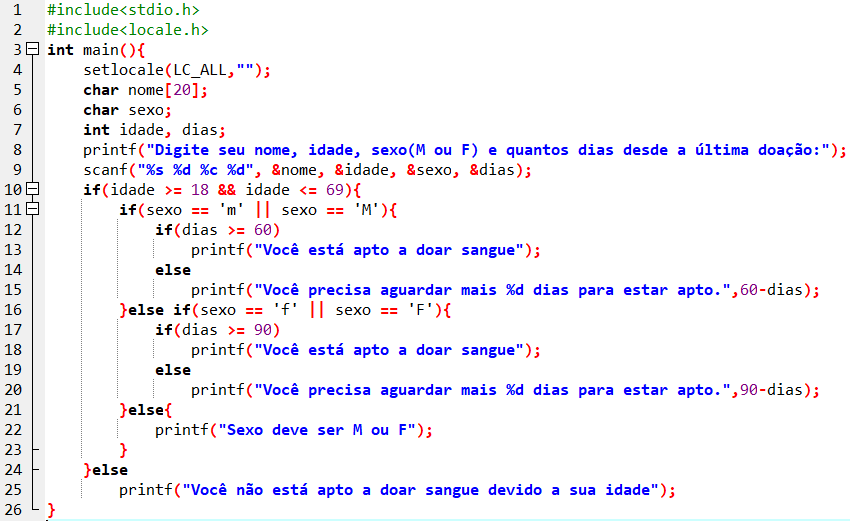 1 #include<stdio.h>
2 #include<locale.h>
3 int main(){
4 setlocale(LC_ALL,"");
5 char nome[20];
6 char sexo;
7 int idade, dias;
8 printf("Digite seu nome, idade, sexo(M ou F) e quantos dias desde a última doação:");
9 scanf("%s %d %c %d", &nome, &idade, &sexo, &dias);
10 if(idade >= 18 && idade <= 69){
11 if(sexo == 'm' || sexo == 'M'){
12 if(dias >= 60)
13 printf("Você está apto a doar sangue");
14 else
15 printf("Você precisa aguardar mais %d dias para estar apto.",60-dias);
16 }else if(sexo == 'f' || sexo == 'F'){
17 if(dias >= 90)
18 printf("Você está apto a doar sangue");
19 else
20 printf("Você precisa aguardar mais %d dias para estar apto.",90-dias);
21 }else{
22 printf("Sexo deve ser M ou F");
23 }
24 }else
25 printf("Você não está apto a doar sangue devido a sua idade");
26 }